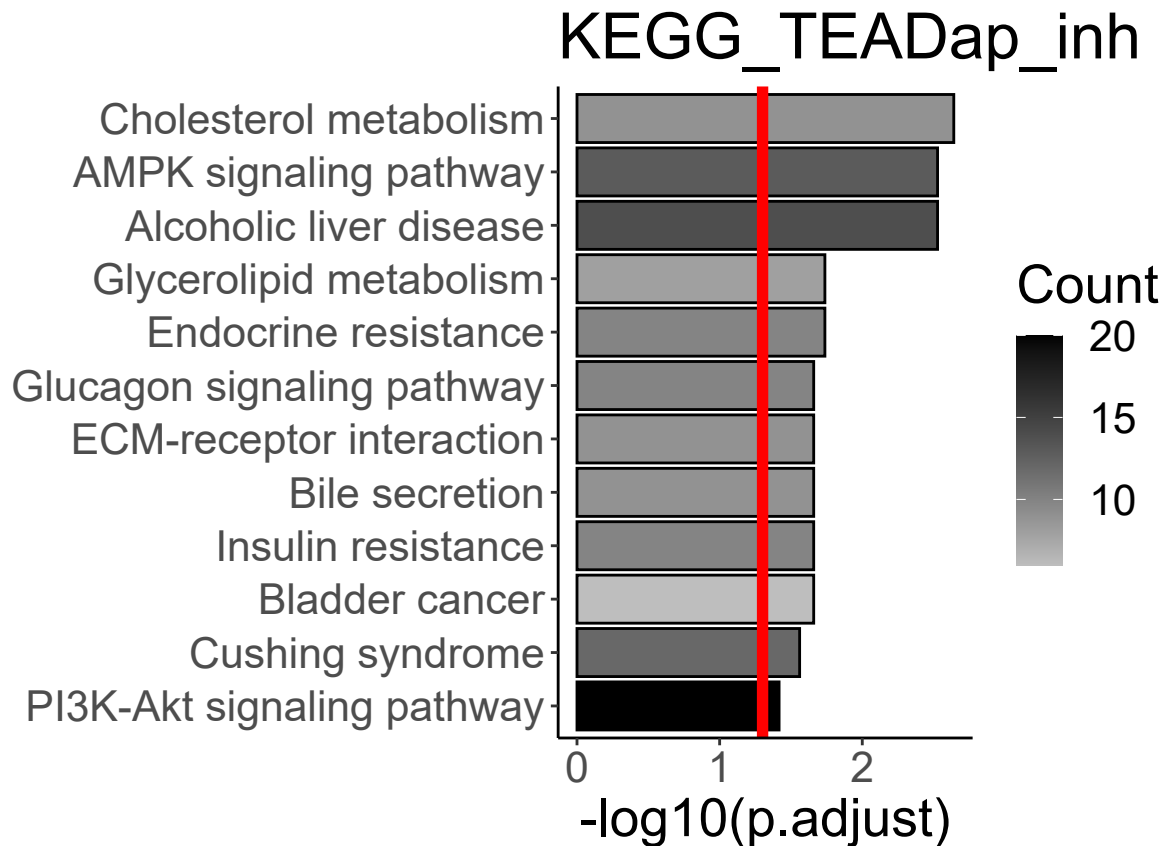 KEGG_TEADap_inh
Cholesterol metabolism
AMPK signaling pathway
Alcoholic liver disease
Glycerolipid metabolism
Endocrine resistance
Glucagon signaling pathway
ECM-receptor interaction
Bile secretion
Insulin resistance
Bladder cancer
Cushing syndrome
PI3K-Akt signaling pathway
0 1 2
-log10(p.adjust)
Count
20
15
10